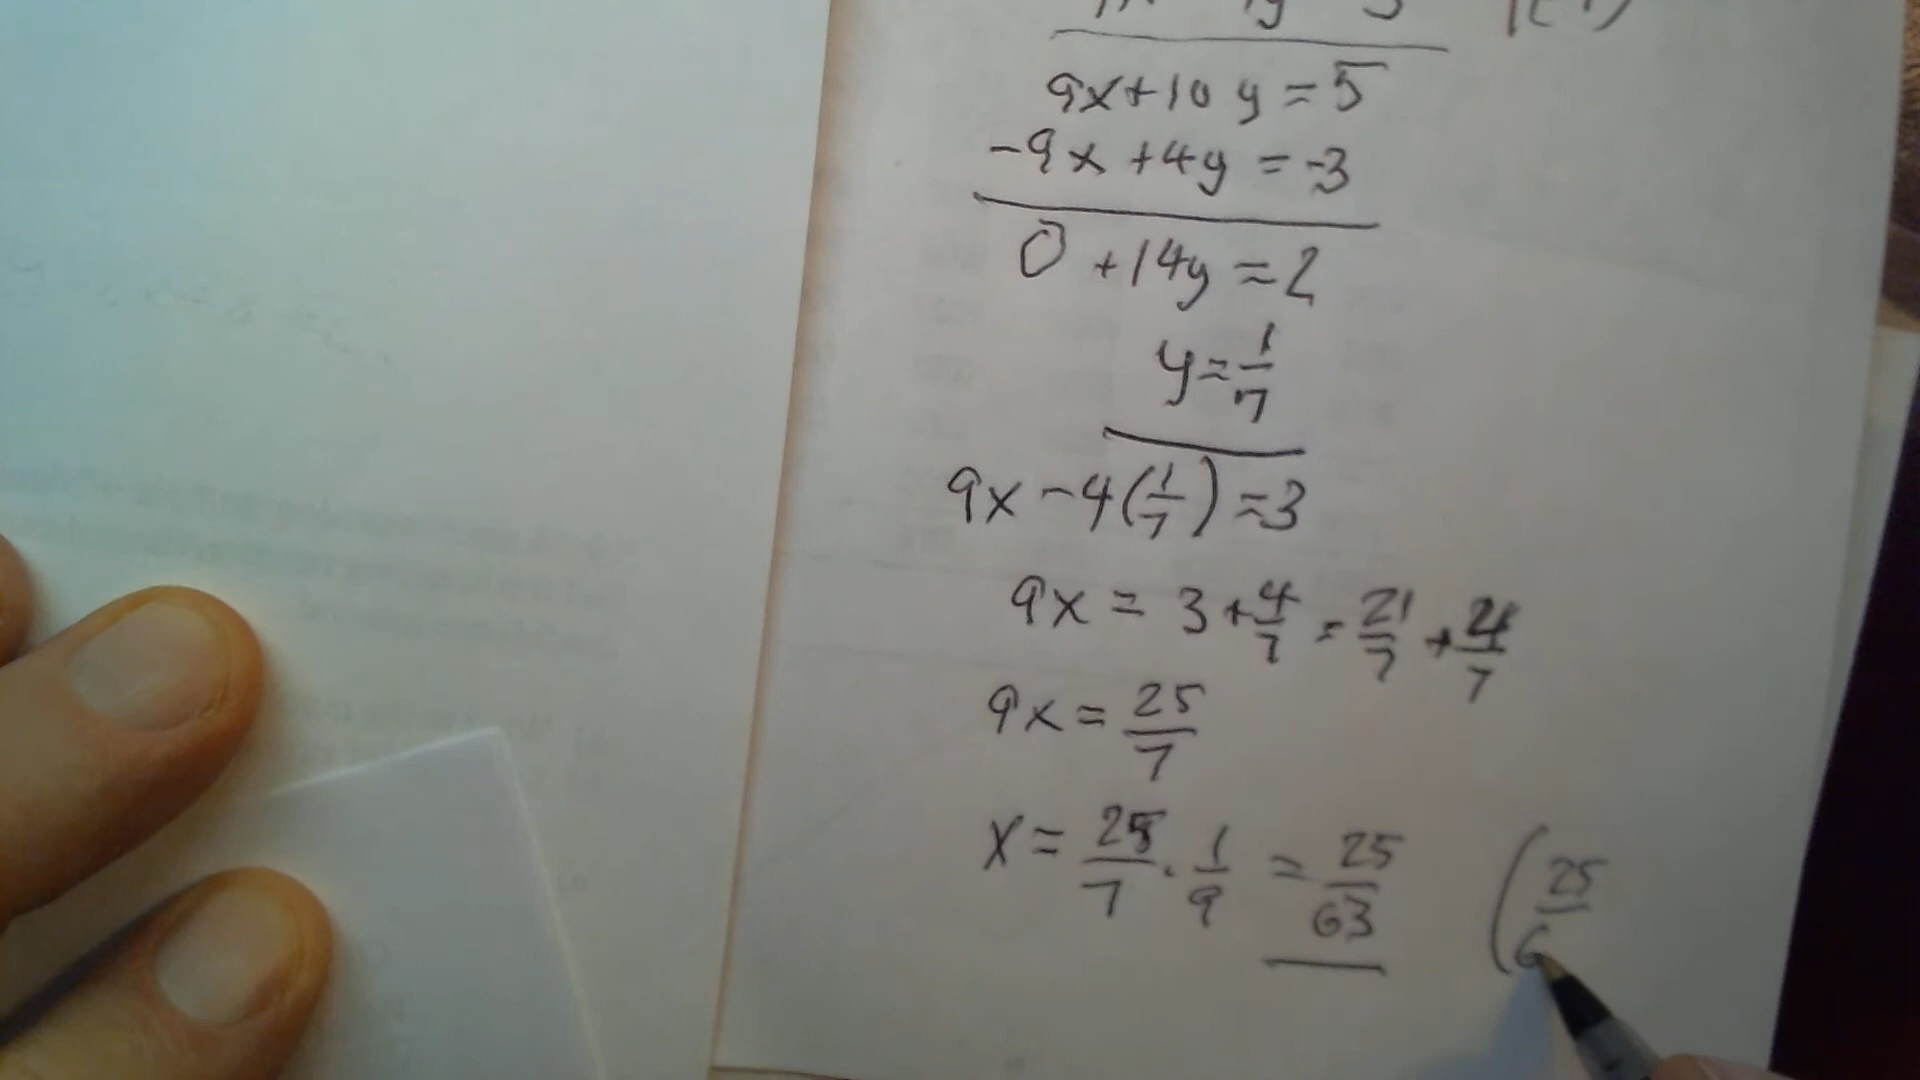 9x+10y=5
-9x+4y=-3
0+14y=2
y=1/7
9x-4(1/7)=3
9x=3+4/7=21/7+4/7
9x=25/7
x=25/7·1/9=25/63
(25/6